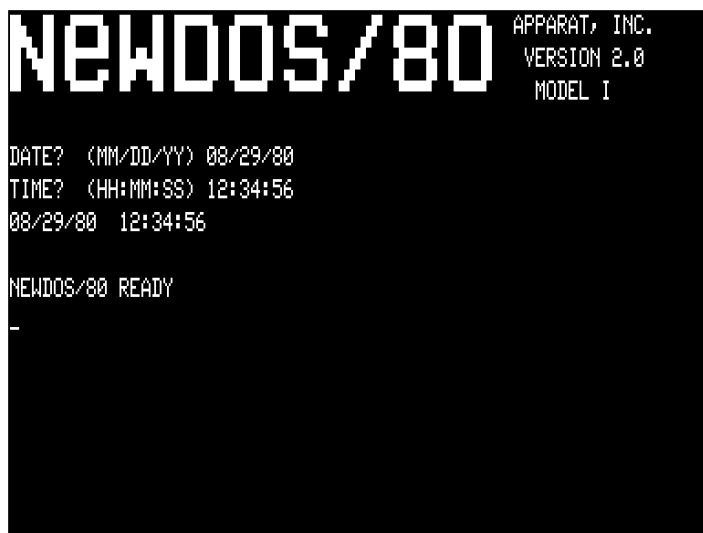 NEWDOS/80
APPARAT, INC.
VERSION 2.0
MODEL I
DATE?  (MM/DD/YY) 08/29/80
TIME?  (HH:MM:SS) 12:34:56
08/29/80  12:34:56
NEWDOS/80 READY
_